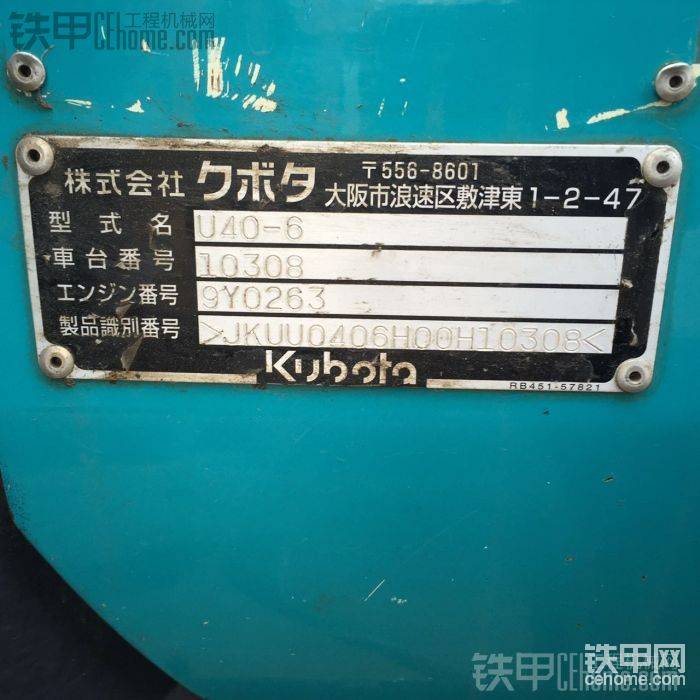 铁甲 CE 工程机械网
CEhome.com
株式会社 クボタ 〒556-8601
大阪市浪速区敷津東1-2-47
型式名 U40-6
車台番号 10308
エンジン番号 9Y0263
製品識別番号 >JKUU0406H00H10308<
Kubota
RB451-57821
铁甲网
cehome.com